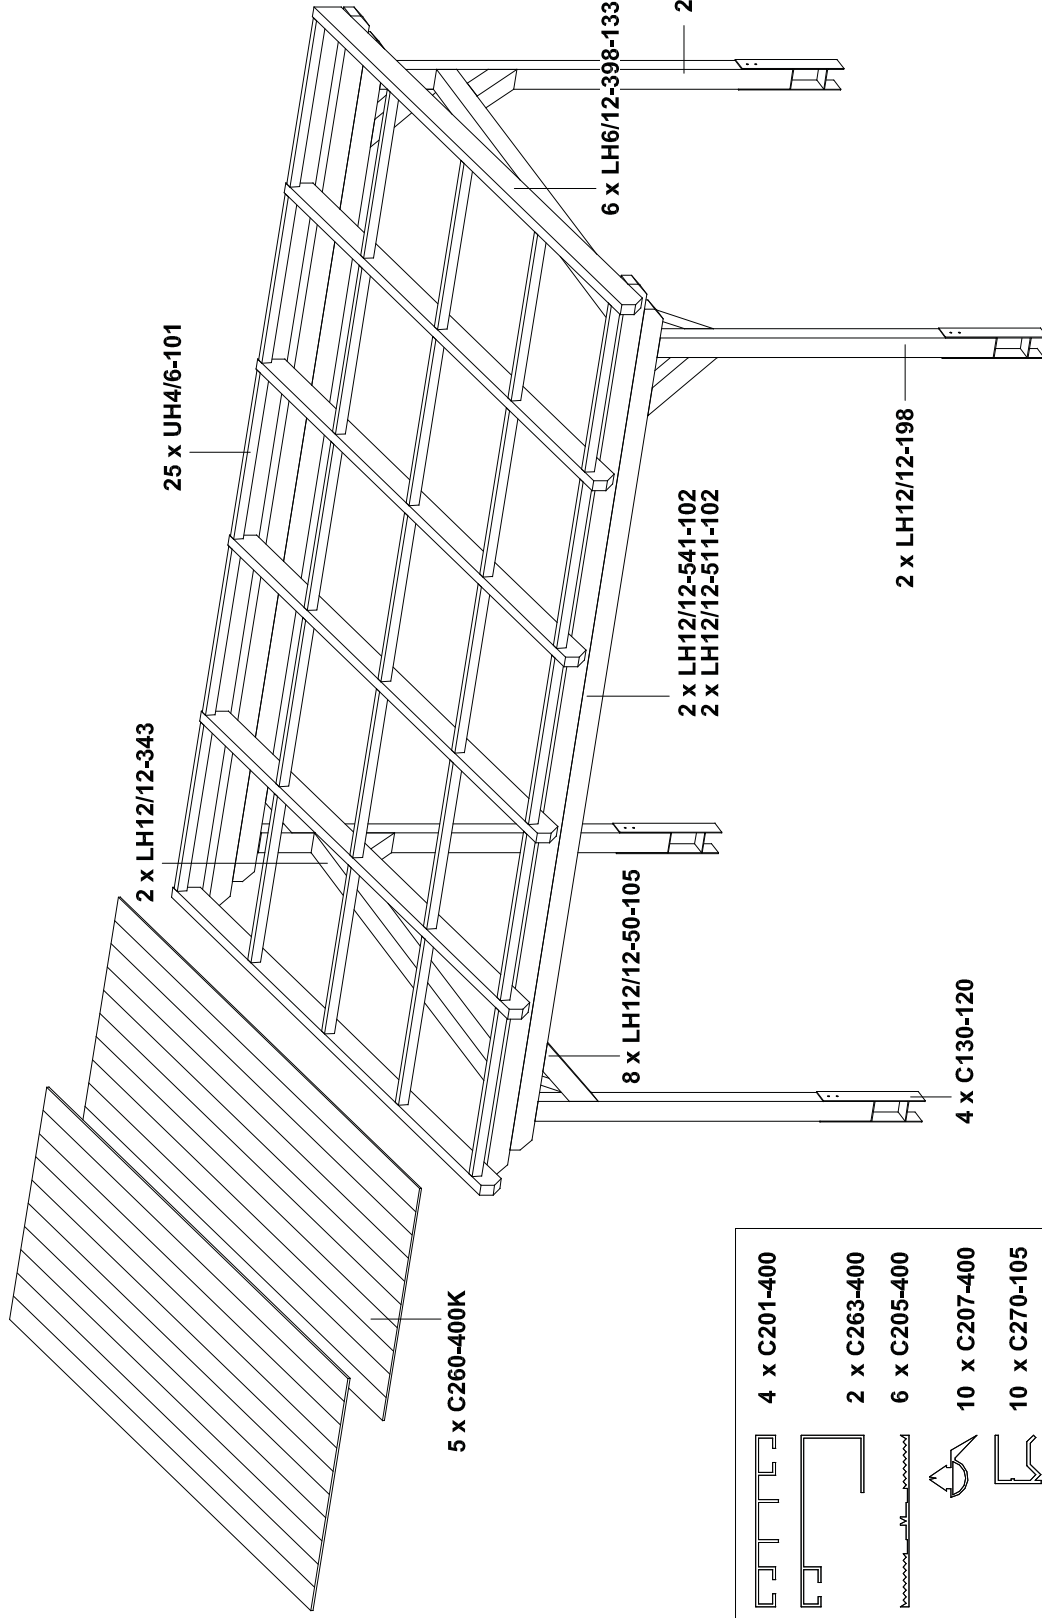 2 x LH12/12-343
25 x UH4/6-101
6 x LH6/12-398-133
2
5 x C260-400K
8 x LH12/12-50-105
2 x LH12/12-541-102
2 x LH12/12-511-102
2 x LH12/12-198
4 x C130-120
4 x C201-400
2 x C263-400
6 x C205-400
10 x C207-400
10 x C270-105